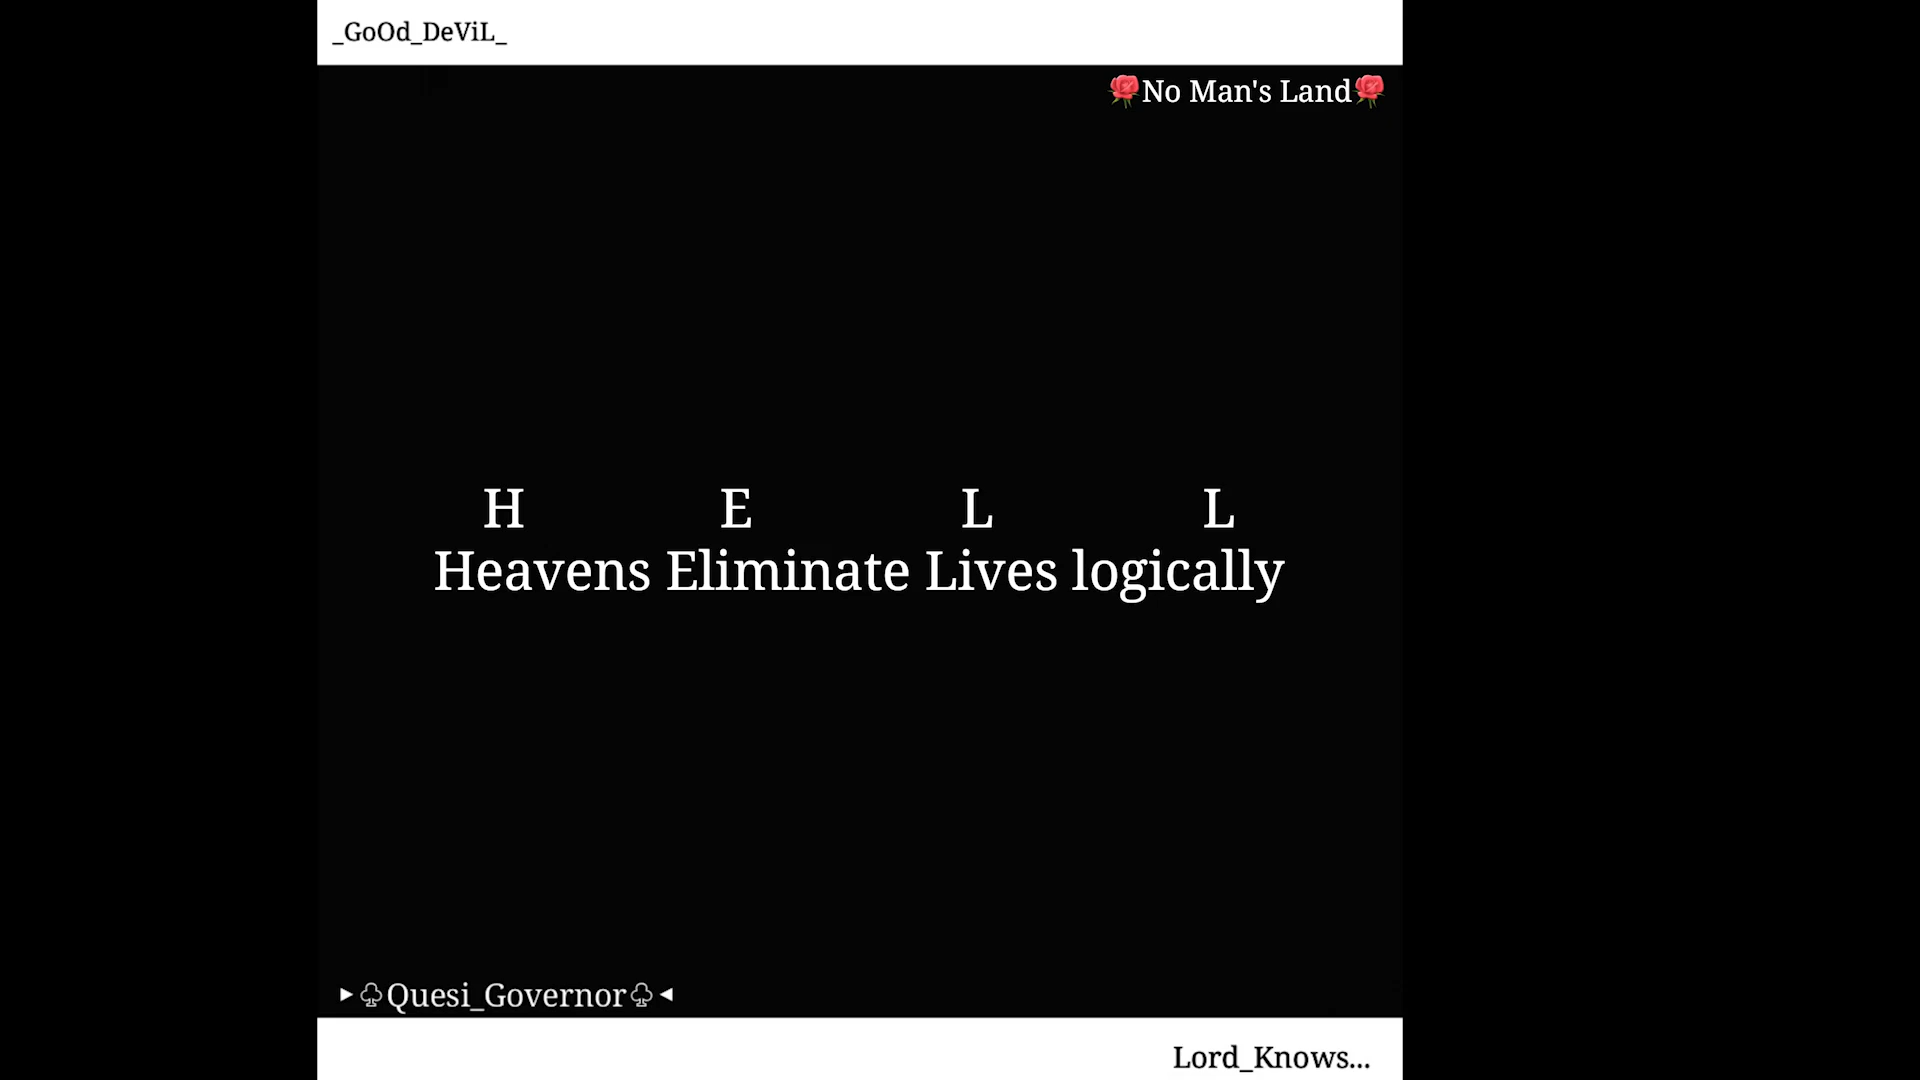 _GoOd_DeViL_
🌹No Man's Land🌹
H E L L
Heavens Eliminate Lives logically
▶♧Quesi_Governor♧◀
Lord_Knows...